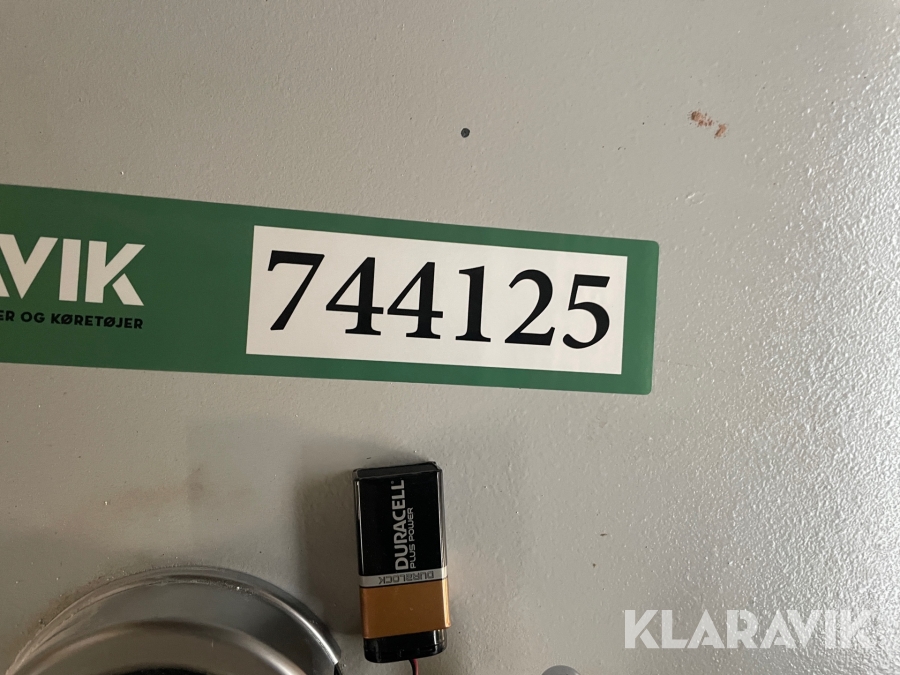 AVIK
ER OG KØRETØJER
744125
DURACELL
PLUS POWER
DURALOCK
KLARAVIK